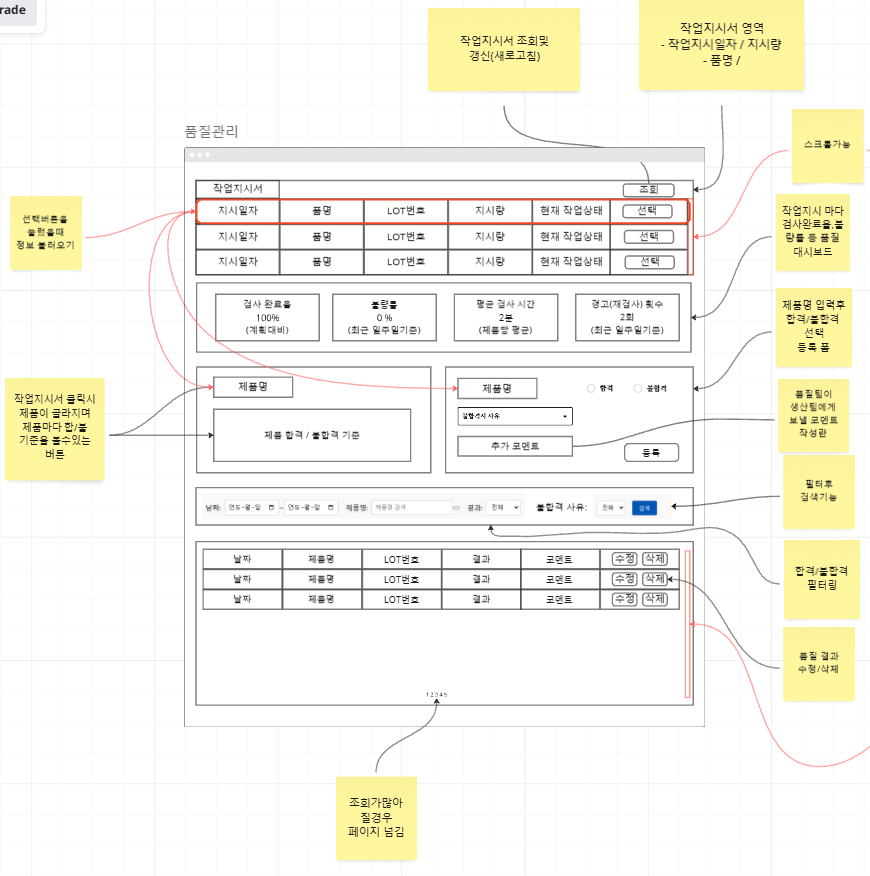 rade
작업지시서 조회및
갱신(새로고침)
작업지시서 영역
- 작업지시일자 / 지시량
- 품명 /
품질관리
스크롤가능
작업지시서
조회
지시일자 품명 LOT번호 지시량 현재 작업상태 선택
지시일자 품명 LOT번호 지시량 현재 작업상태 선택
지시일자 품명 LOT번호 지시량 현재 작업상태 선택
선택버튼을
눌렀을때
정보 불러오기
작업지시 마다
검사완료율,불
량률 등 품질
대시보드
검사 완료율
100%
(계획대비)
불량률
0 %
(최근 일주일기준)
평균 검사 시간
2분
(제품당 평균)
경고(재검사) 횟수
2회
(최근 일주일기준)
제품명 입력후
합격/불합격
선택
등록 폼
제품명
제품 합격 / 불합격 기준
제품명
합격
불합격
불합격시 사유
추가 코멘트
등록
작업지시서 클릭시
제품이 골라지며
제품마다 합/불
기준을 볼수있는
버튼
품질팀이
생산팀에게
보낼 코멘트
작성란
날짜: 연도-월-일 ~ 연도-월-일 제품명: 제품명 검색 결과: 전체 불합격 사유: 전체 검색
필터후
검색기능
날짜 제품명 LOT번호 결과 코멘트 수정 삭제
날짜 제품명 LOT번호 결과 코멘트 수정 삭제
날짜 제품명 LOT번호 결과 코멘트 수정 삭제
합격/불합격
필터링
품질 결과
수정/삭제
1 2 3 4 5
조회가많아
질경우
페이지 넘김